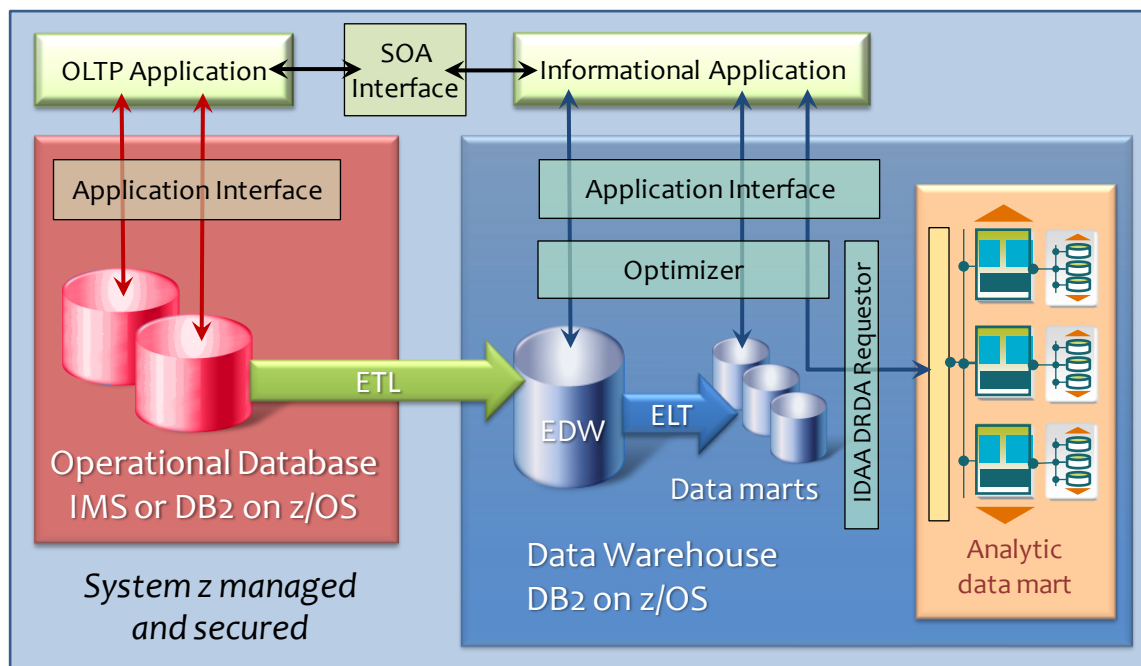 OLTP Application
SOA
Interface
Informational Application
Application Interface
Application Interface
Optimizer
IDAA DRDA Requestor
ETL
EDW
ELT
Data marts
Operational Database
IMS or DB2 on z/OS
Data Warehouse
DB2 on z/OS
Analytic
data mart
System z managed
and secured